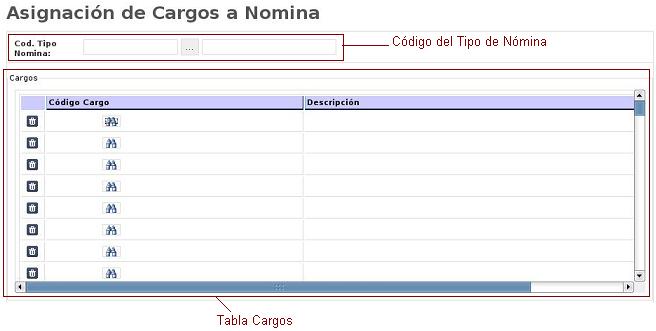 Asignación de Cargos a Nomina
Cod. Tipo
Nomina:
...
Código del Tipo de Nómina
Cargos
Código Cargo Descripción
Tabla Cargos